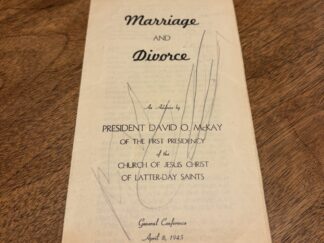 Marriage
AND
Divorce
An Address by
PRESIDENT DAVID O. McKAY
OF THE FIRST PRESIDENCY
of the
CHURCH OF JESUS CHRIST
OF LATTER-DAY SAINTS
General Conference
April 8, 1945